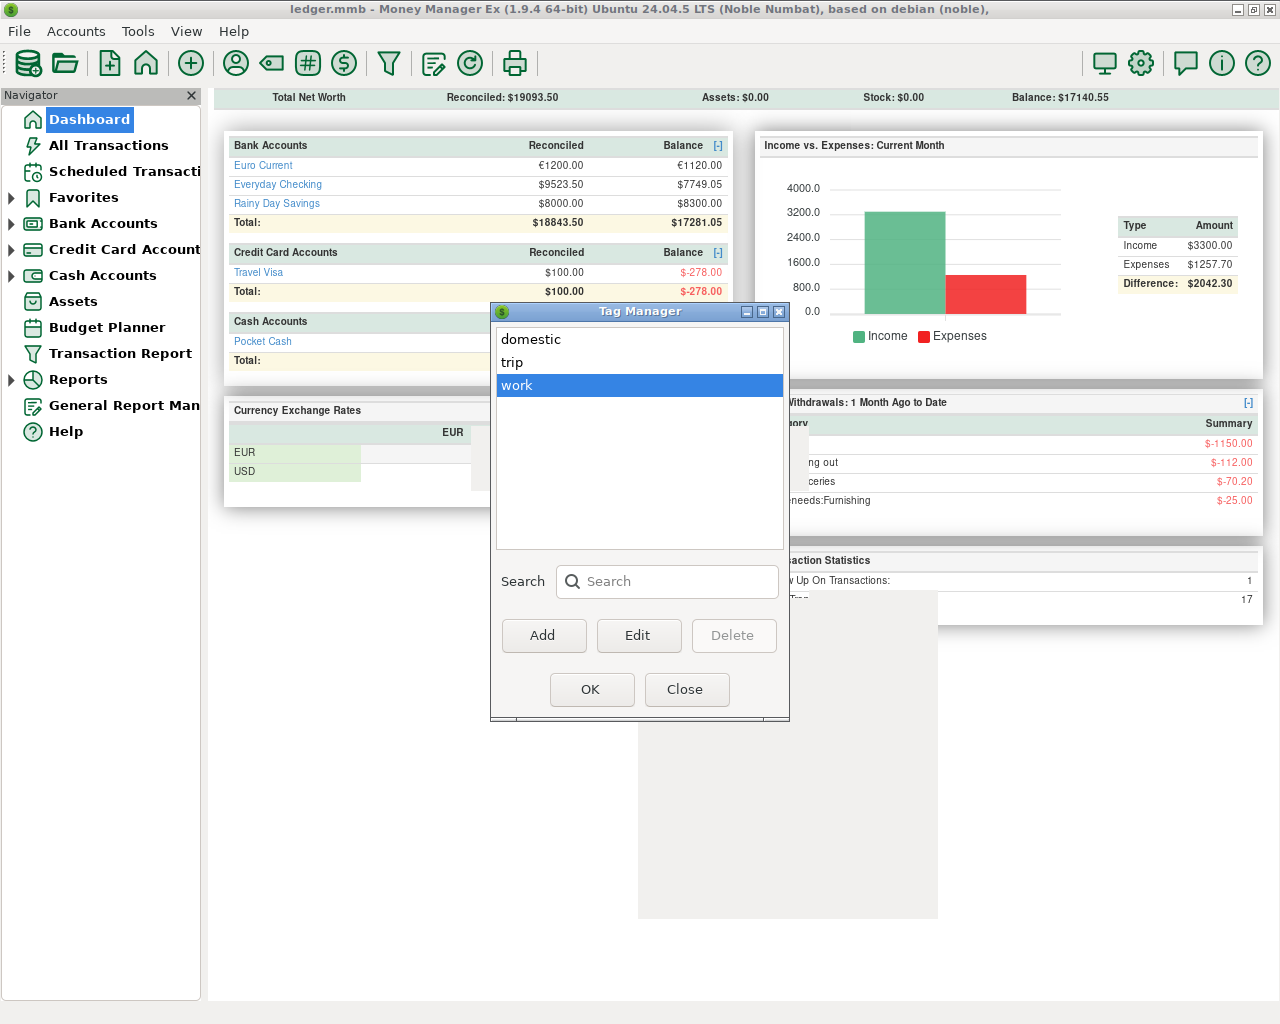 ledger.mmb - Money Manager Ex (1.9.4 64-bit) Ubuntu 24.04.5 LTS (Noble Numbat), based on debian (noble),
File Accounts Tools View Help
Navigator
Dashboard
All Transactions
Scheduled Transacti
Favorites
Bank Accounts
Credit Card Account
Cash Accounts
Assets
Budget Planner
Transaction Report
Reports
General Report Man
Help
Total Net Worth Reconciled: $19093.50 Assets: $0.00 Stock: $0.00 Balance: $17140.55
Bank Accounts Reconciled Balance [-]
Euro Current €1200.00 €1120.00
Everyday Checking $9523.50 $7749.05
Rainy Day Savings $8000.00 $8300.00
Total: $18843.50 $17281.05
Credit Card Accounts Reconciled Balance [-]
Travel Visa $100.00 $-278.00
Total: $100.00 $-278.00
Cash Accounts
Pocket Cash
Total:
Currency Exchange Rates
EUR
EUR
USD
Income vs. Expenses: Current Month
4000.0
3200.0
2400.0
1600.0
800.0
0.0
Income Expenses
Type Amount
Income $3300.00
Expenses $1257.70
Difference: $2042.30
Withdrawals: 1 Month Ago to Date [-]
Summary
$-1150.00
ng out $-112.00
ceries $-70.20
eneeds:Furnishing $-25.00
saction Statistics
w Up On Transactions: 1
17
Tag Manager
domestic
trip
work
Search Search
Add Edit Delete
OK Close